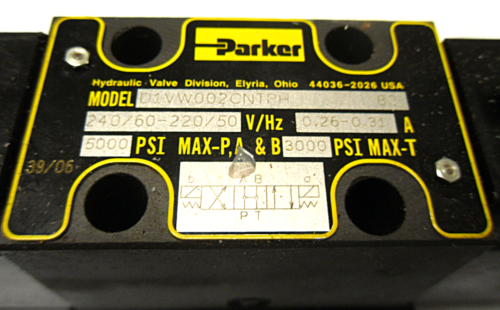 Parker
Hydraulic Valve Division, Elyria, Ohio 44036-2026 USA
MODEL D1VW002CNTPH 82
240/60-220/50 V/Hz 0.26-0.31 A
5000 PSI MAX-P,A & B 3000 PSI MAX-T
39/06
b A B a
P T